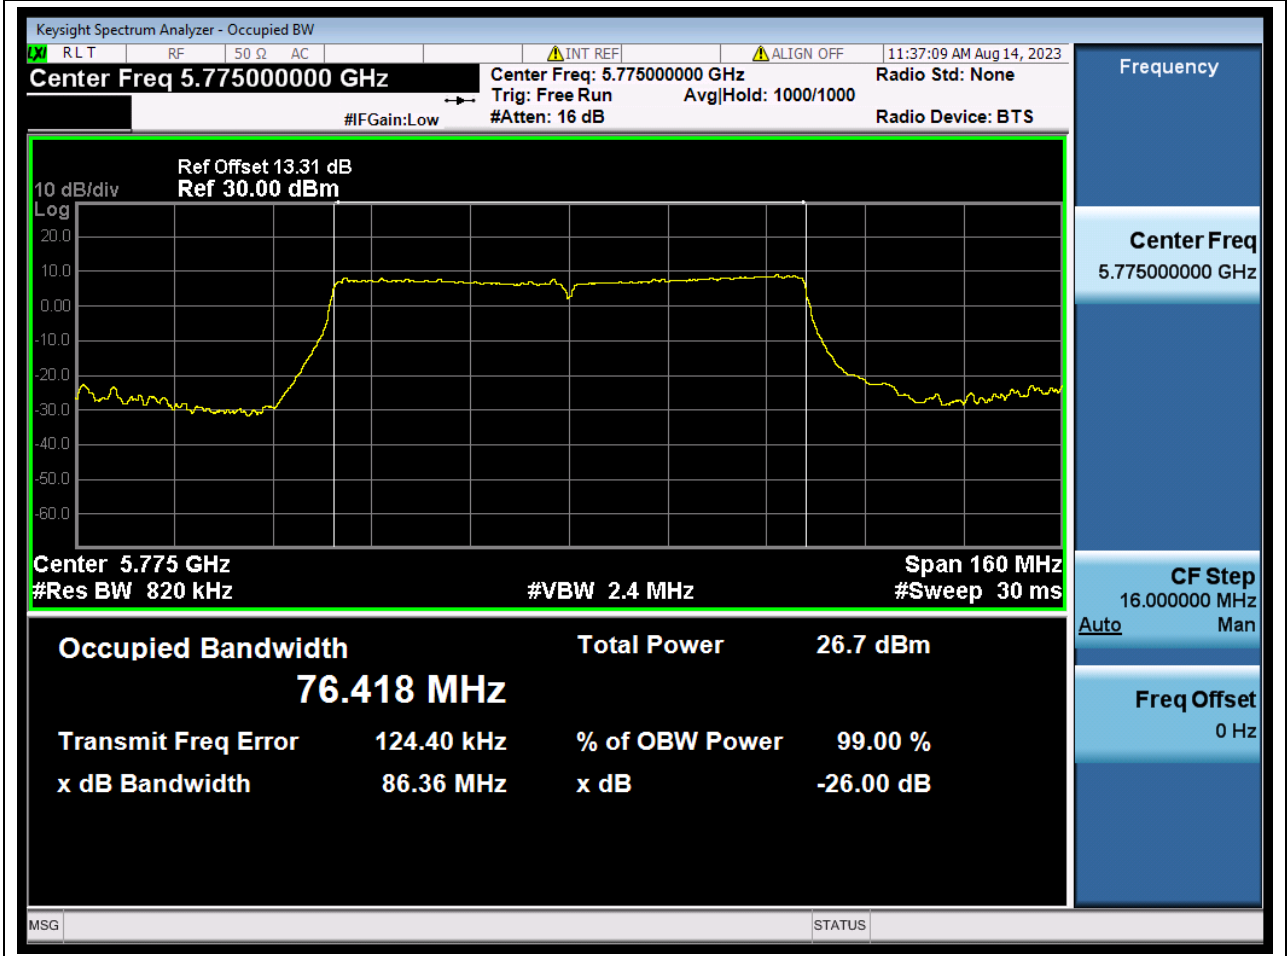 Keysight Spectrum Analyzer - Occupied BW
LXI RLT RF 50 Ω AC INT REF ALIGN OFF 11:37:09 AM Aug 14, 2023
Center Freq 5.775000000 GHz
Center Freq: 5.775000000 GHz Radio Std: None
Trig: Free Run Avg|Hold: 1000/1000
#IFGain:Low #Atten: 16 dB Radio Device: BTS
Ref Offset 13.31 dB
10 dB/div Ref 30.00 dBm
Log
20.0
10.0
0.00
-10.0
-20.0
-30.0
-40.0
-50.0
-60.0
Center 5.775 GHz Span 160 MHz
#Res BW 820 kHz #VBW 2.4 MHz #Sweep 30 ms
Occupied Bandwidth Total Power 26.7 dBm
76.418 MHz
Transmit Freq Error 124.40 kHz % of OBW Power 99.00 %
x dB Bandwidth 86.36 MHz x dB -26.00 dB
Frequency
Center Freq
5.775000000 GHz
CF Step
16.000000 MHz
Auto Man
Freq Offset
0 Hz
MSG STATUS